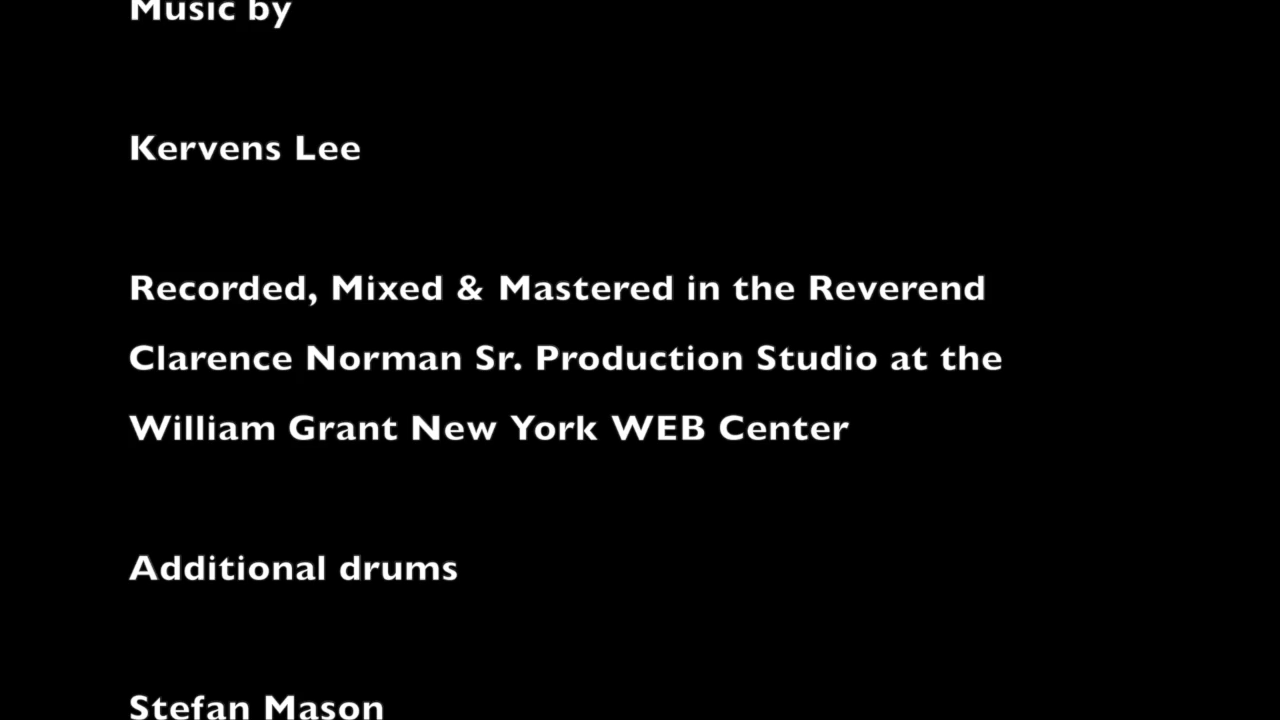 Music by
Kervens Lee
Recorded, Mixed & Mastered in the Reverend
Clarence Norman Sr. Production Studio at the
William Grant New York WEB Center
Additional drums
Stefan Mason